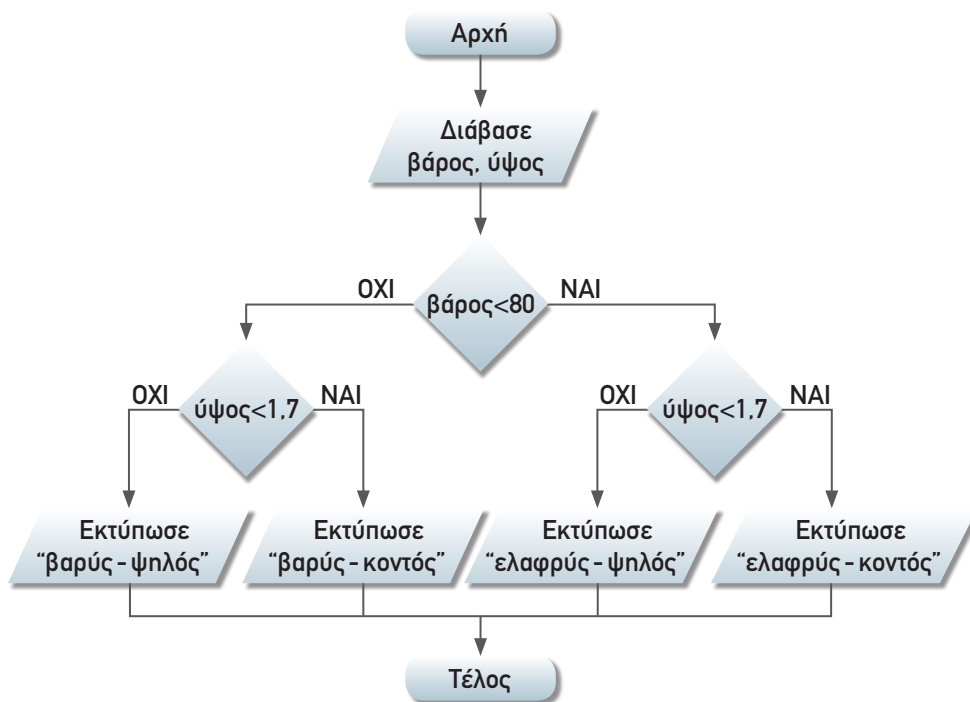 Αρχή
Διάβασε
βάρος, ύψος
ΟΧΙ
βάρος<80
ΝΑΙ
ΟΧΙ
ύψος<1,7
ΝΑΙ
ΟΧΙ
ύψος<1,7
ΝΑΙ
Εκτύπωσε
“βαρύς - ψηλός”
Εκτύπωσε
“βαρύς - κοντός”
Εκτύπωσε
“ελαφρύς - ψηλός”
Εκτύπωσε
“ελαφρύς - κοντός”
Τέλος